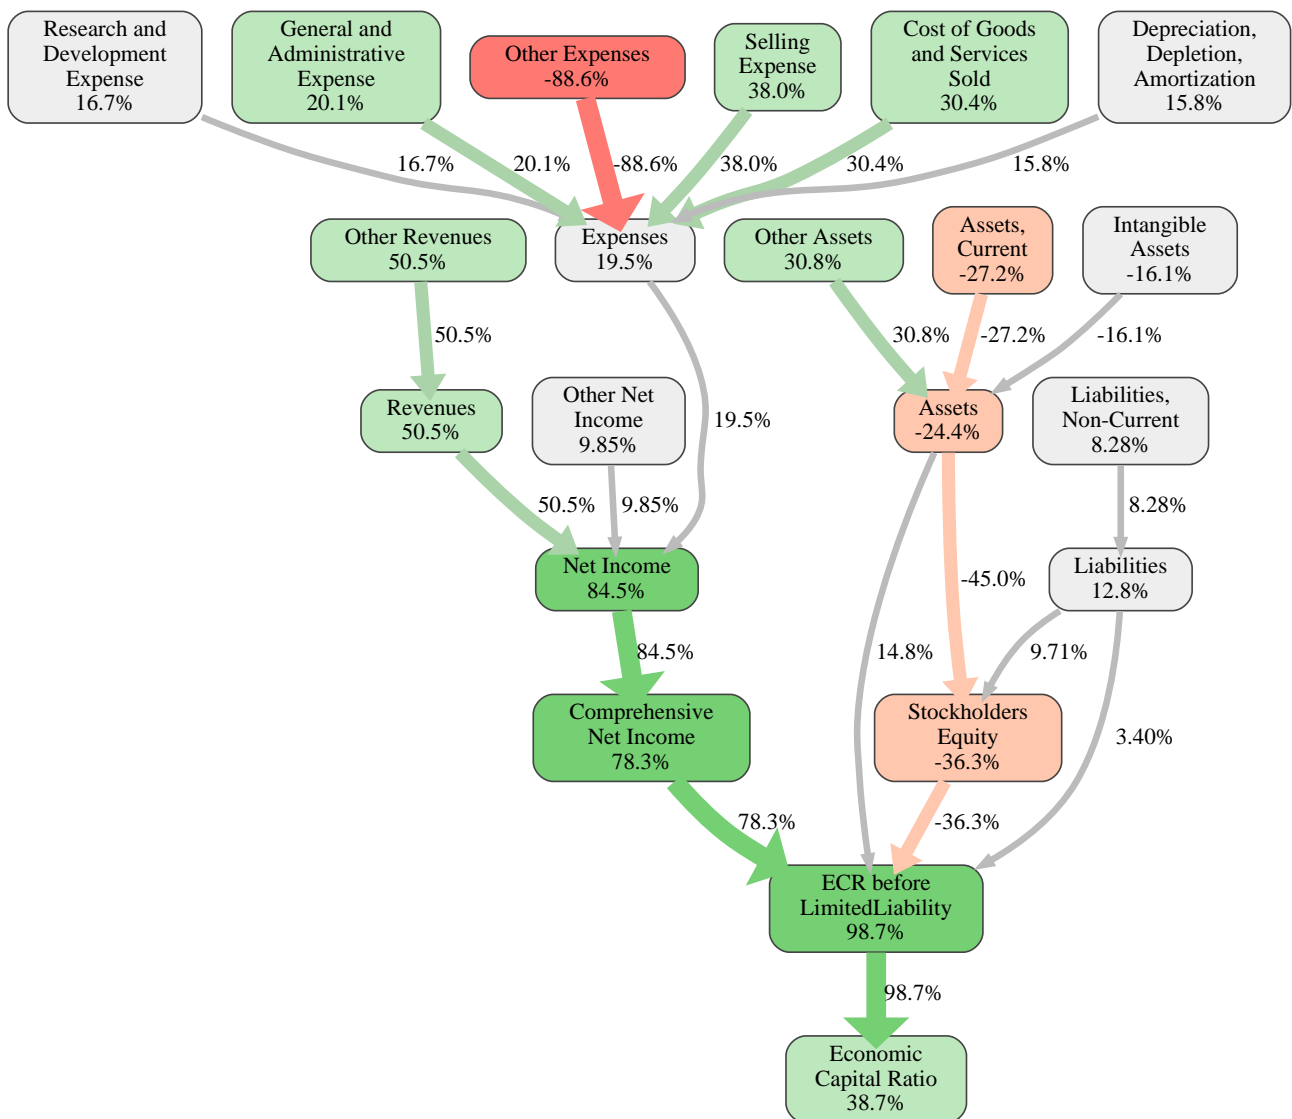 Research and
Development
Expense
16.7%
General and
Administrative
Expense
20.1%
Other Expenses
-88.6%
Selling
Expense
38.0%
Cost of Goods
and Services
Sold
30.4%
Depreciation,
Depletion,
Amortization
15.8%
16.7%
20.1%
-88.6%
38.0%
30.4%
15.8%
Other Revenues
50.5%
Expenses
19.5%
Other Assets
30.8%
Assets,
Current
-27.2%
Intangible
Assets
-16.1%
50.5%
30.8%
-27.2%
-16.1%
Revenues
50.5%
Other Net
Income
9.85%
19.5%
Assets
-24.4%
Liabilities,
Non-Current
8.28%
50.5%
9.85%
8.28%
Net Income
84.5%
-45.0%
Liabilities
12.8%
84.5%
14.8%
9.71%
Comprehensive
Net Income
78.3%
Stockholders
Equity
-36.3%
3.40%
78.3%
-36.3%
ECR before
LimitedLiability
98.7%
98.7%
Economic
Capital Ratio
38.7%